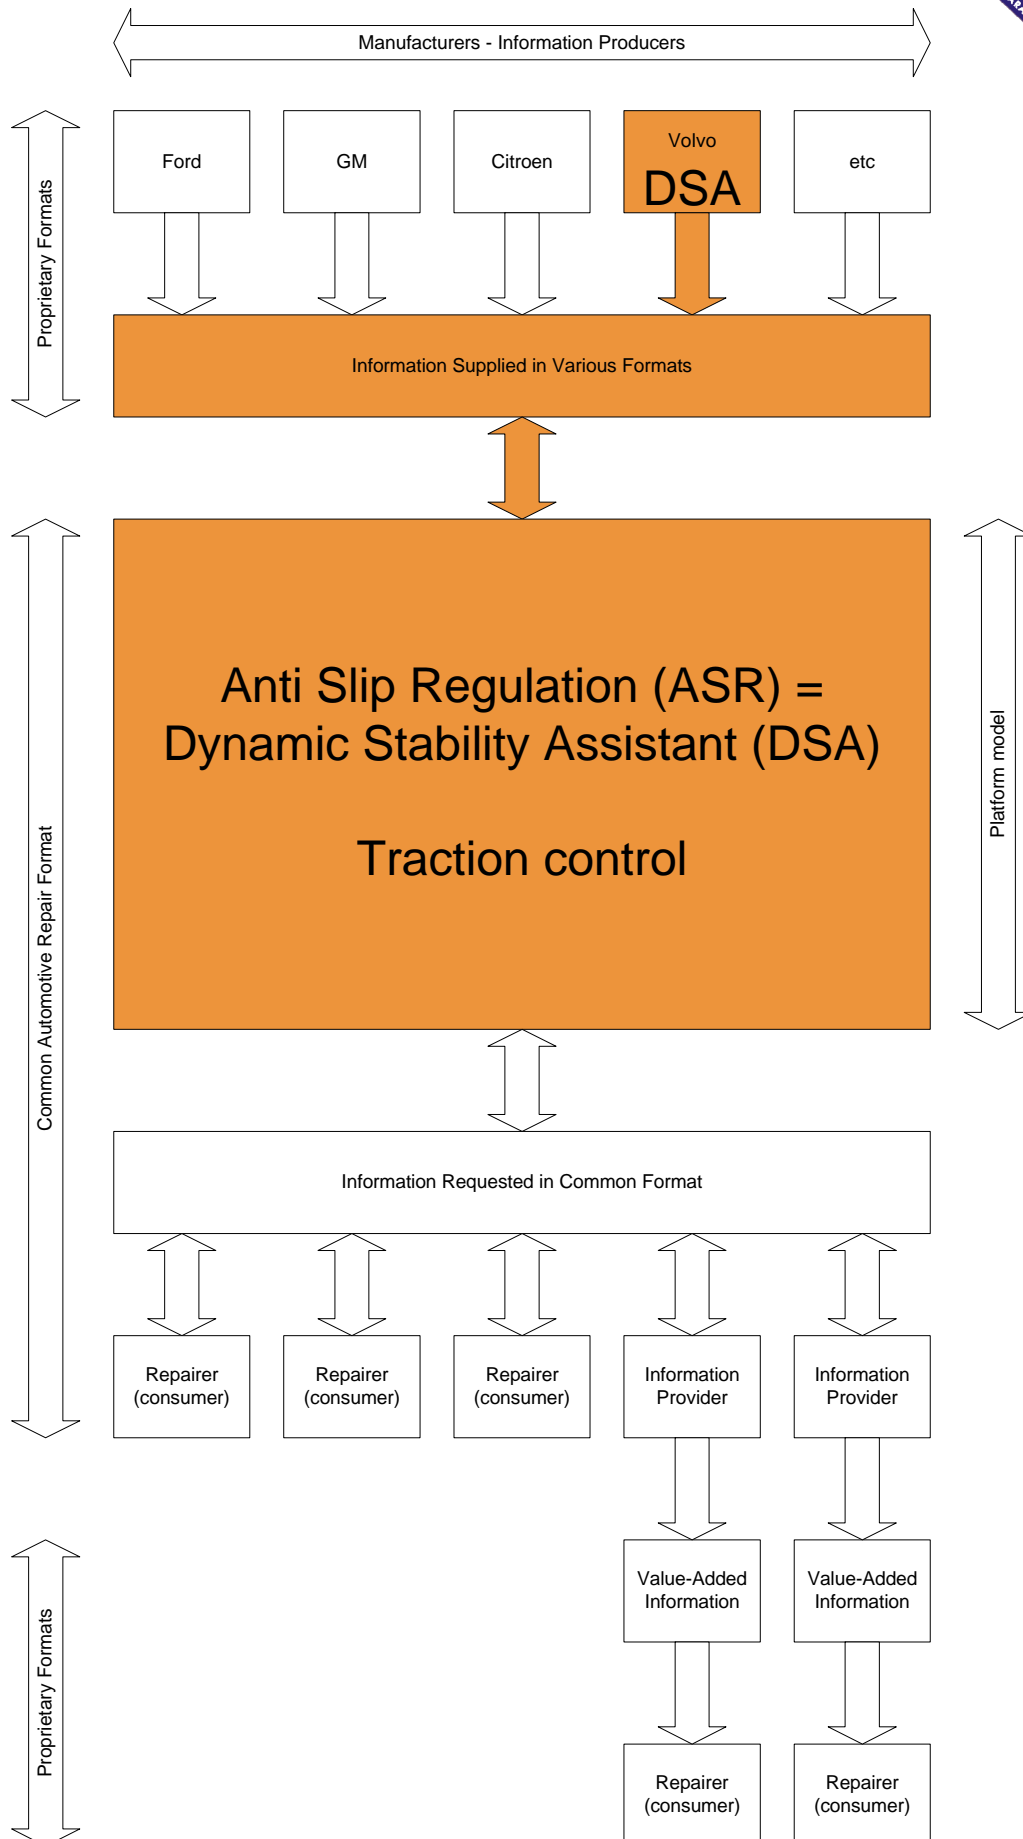 Manufacturers - Information Producers
Proprietary Formats
Ford
GM
Citroen
Volvo
DSA
etc
Information Supplied in Various Formats
Common Automotive Repair Format
Anti Slip Regulation (ASR) =
Dynamic Stability Assistant (DSA)
Traction control
Platform model
Information Requested in Common Format
Repairer
(consumer)
Repairer
(consumer)
Repairer
(consumer)
Information
Provider
Information
Provider
Proprietary Formats
Value-Added
Information
Value-Added
Information
Repairer
(consumer)
Repairer
(consumer)